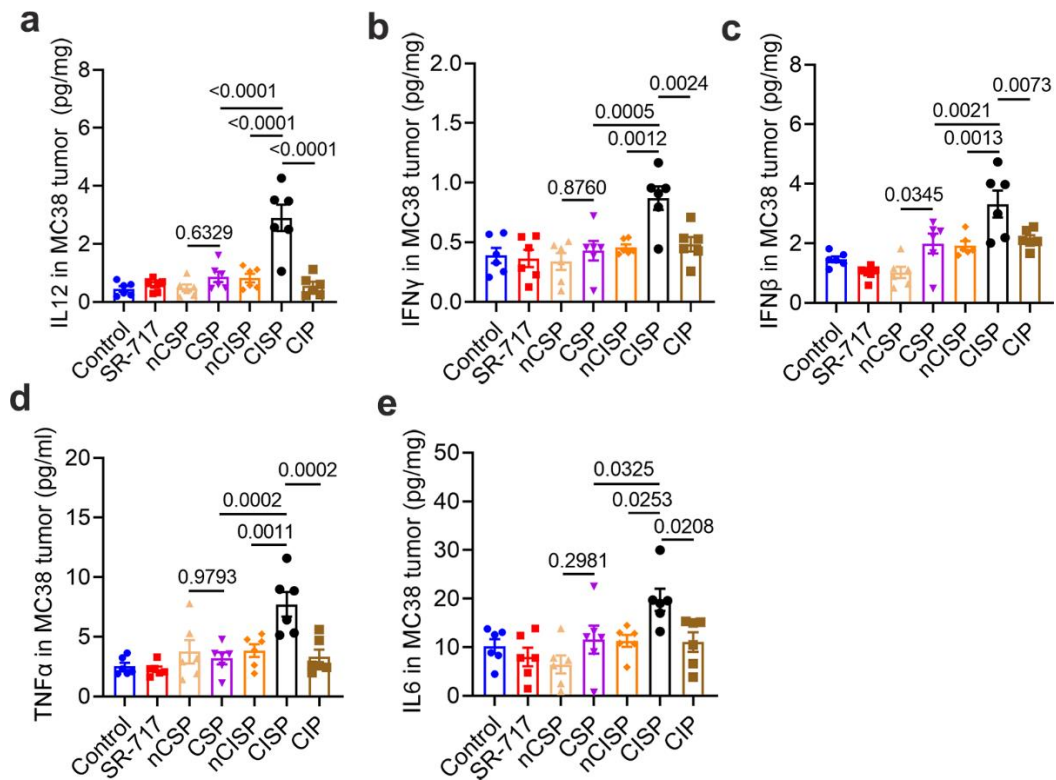 a
IL12 in MC38 tumor (pg/mg)
8
6
4
2
0
<0.0001
<0.0001
<0.0001
0.6329
Control
SR-717
nCSP
CSP
nCISP
CISP
CIP
b
IFNγ in MC38 tumor (pg/mg)
2.0
1.5
1.0
0.5
0.0
0.0024
0.0005
0.0012
0.8760
Control
SR-717
nCSP
CSP
nCISP
CISP
CIP
c
IFNβ in MC38 tumor (pg/mg)
8
6
4
2
0
0.0073
0.0021
0.0013
0.0345
Control
SR-717
nCSP
CSP
nCISP
CISP
CIP
d
TNFα in MC38 tumor (pg/ml)
20
15
10
5
0
0.0002
0.0002
0.0011
0.9793
Control
SR-717
nCSP
CSP
nCISP
CISP
CIP
e
IL6 in MC38 tumor (pg/mg)
50
40
30
20
10
0
0.0325
0.0253
0.0208
0.2981
Control
SR-717
nCSP
CSP
nCISP
CISP
CIP